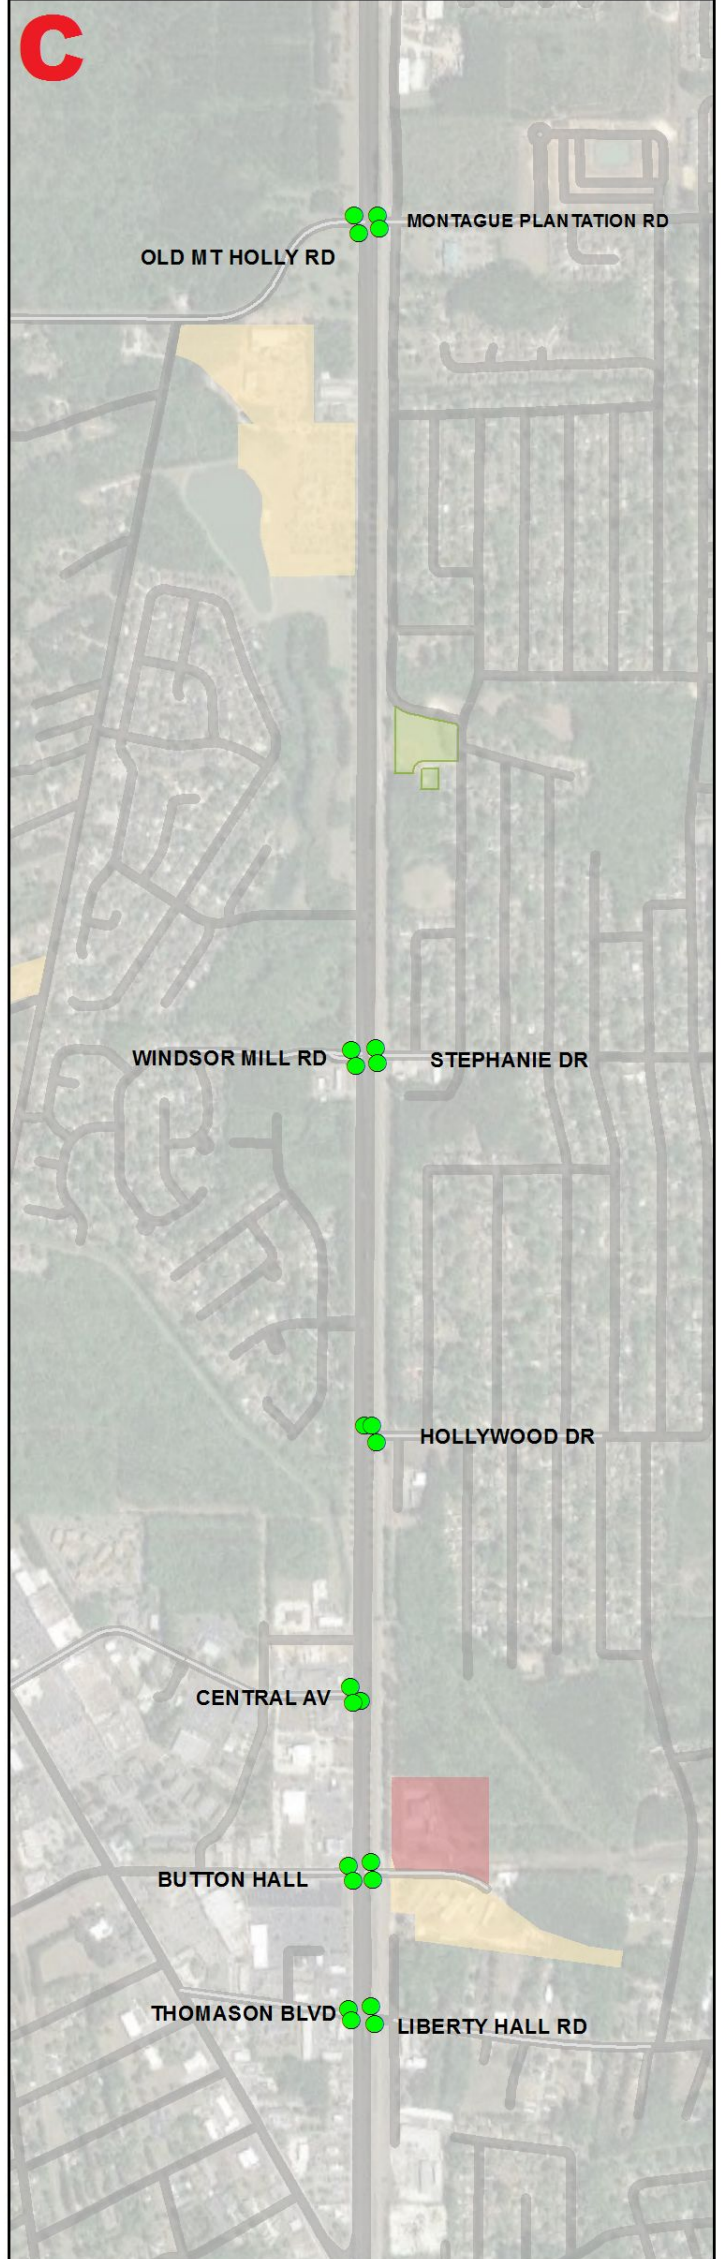 C
MONTAGUE PLANTATION RD
OLD MT HOLLY RD
WINDSOR MILL RD
STEPHANIE DR
HOLLYWOOD DR
CENTRAL AV
BUTTON HALL
THOMASON BLVD
LIBERTY HALL RD